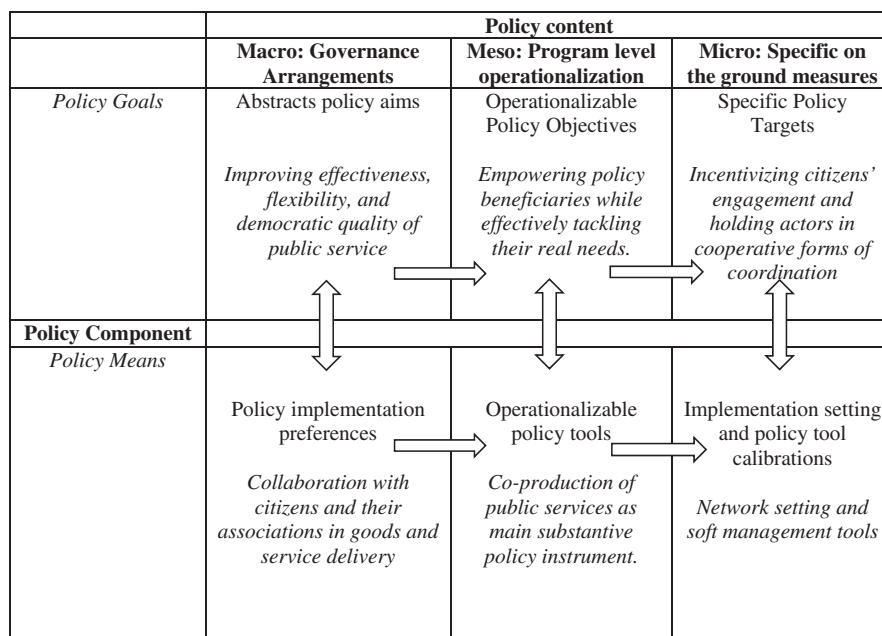 Policy content
Macro: Governance
Arrangements
Meso: Program level
operationalization
Micro: Specific on
the ground measures
Policy Goals
Abstracts policy aims
Improving effectiveness,
flexibility, and
democratic quality of
public service
Operationalizable
Policy Objectives
Empowering policy
beneficiaries while
effectively tackling
their real needs.
Specific Policy
Targets
Incentivizing citizens’
engagement and
holding actors in
cooperative forms of
coordination
Policy Component
Policy Means
Policy implementation
preferences
Collaboration with
citizens and their
associations in goods and
service delivery
Operationalizable
policy tools
Co-production of
public services as
main substantive
policy instrument.
Implementation setting
and policy tool
calibrations
Network setting and
soft management tools